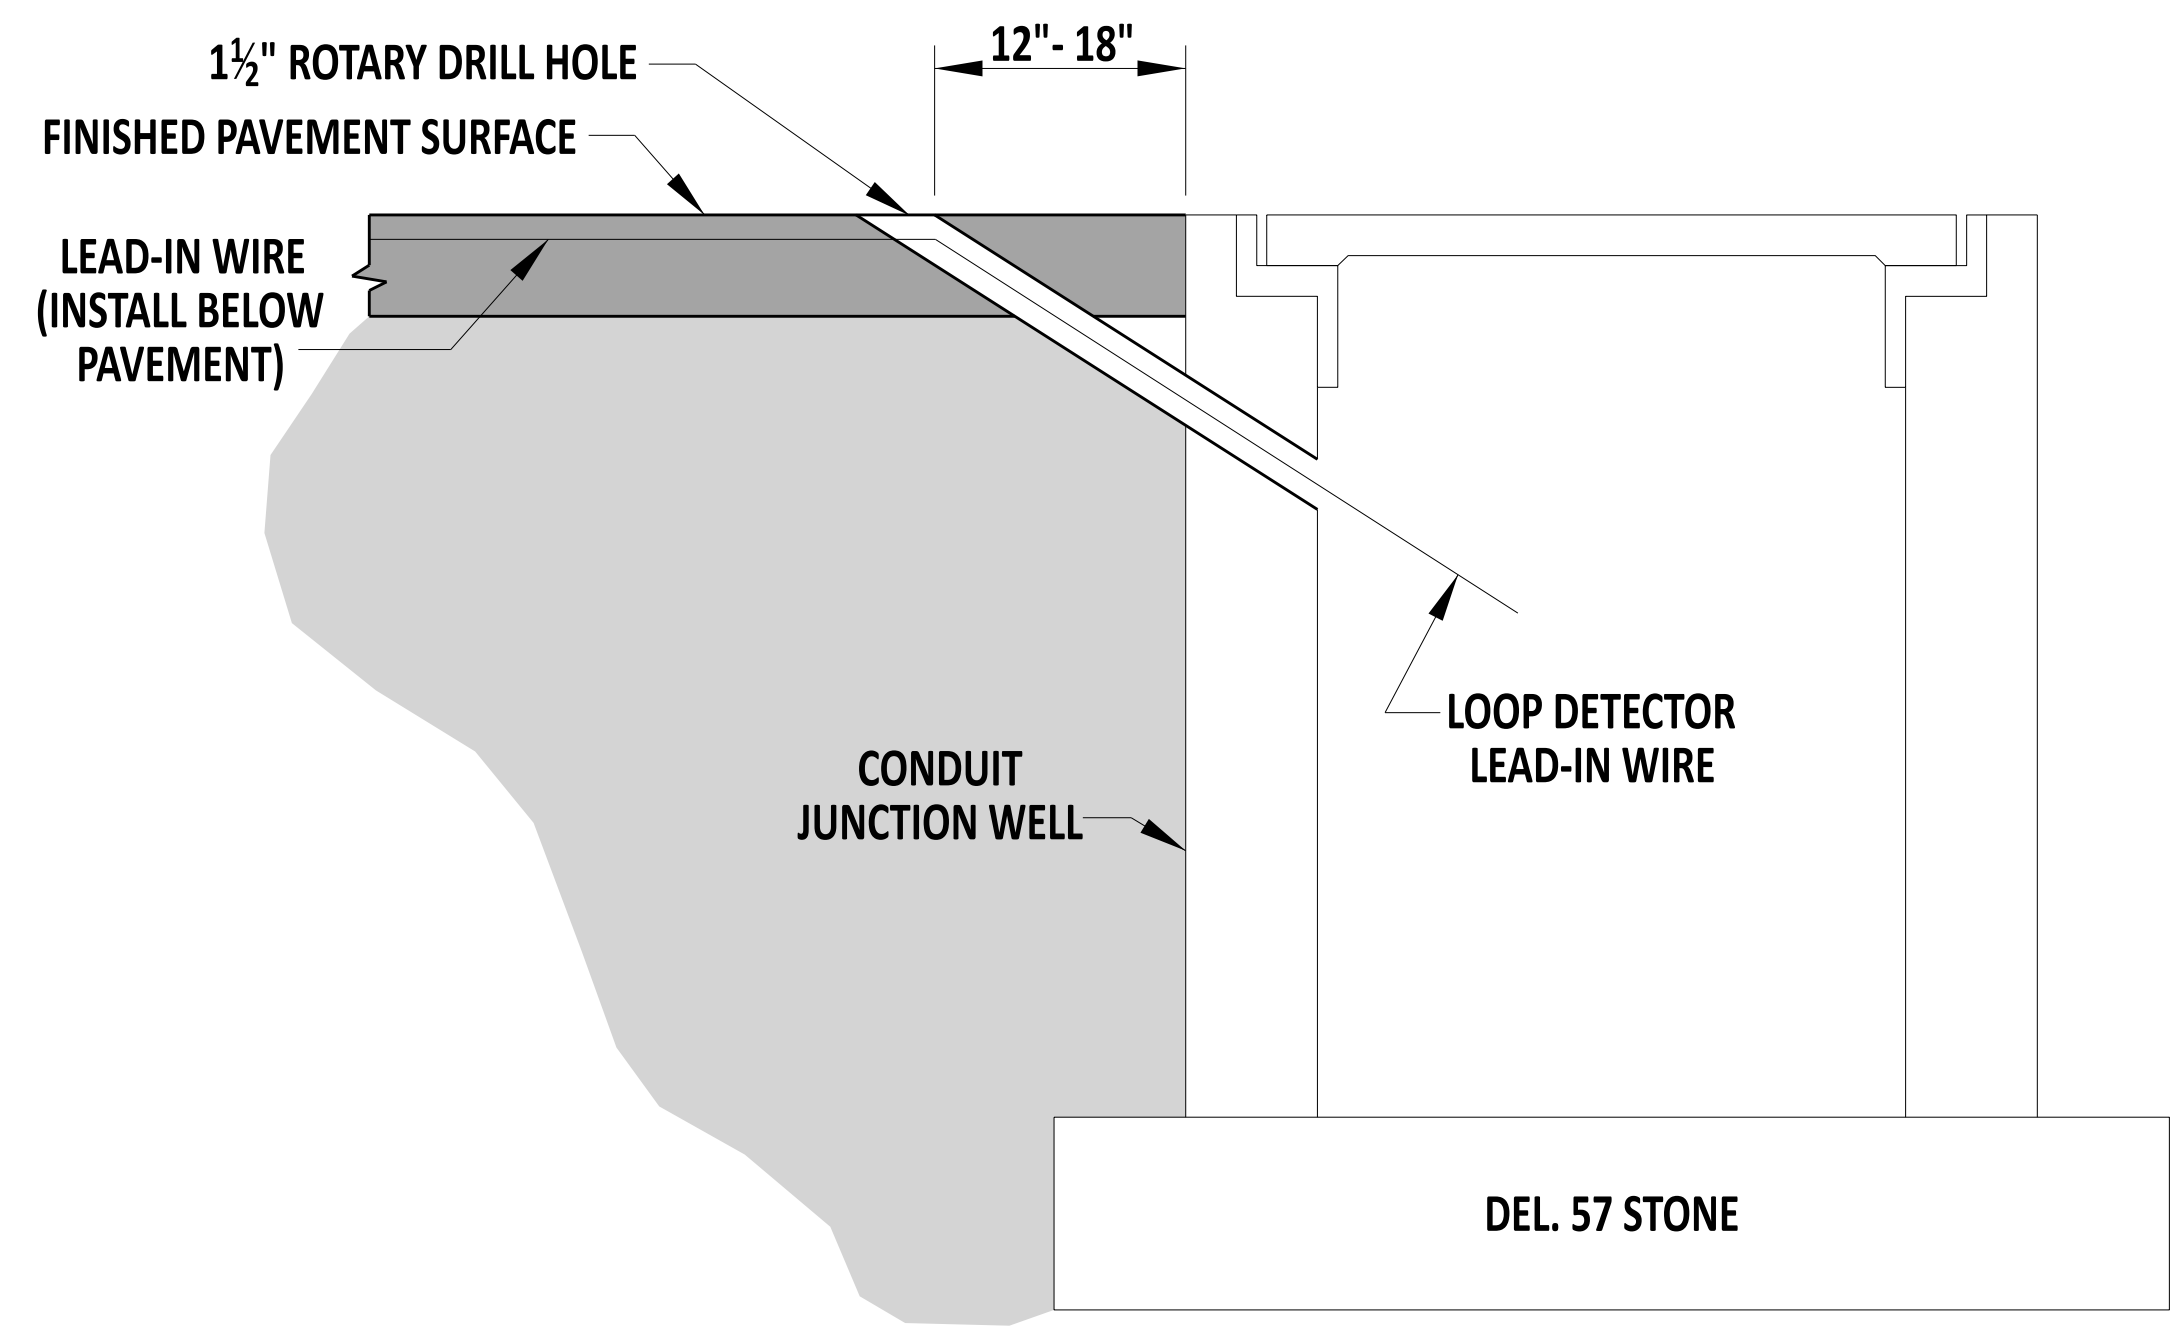 12"- 18"
1½" ROTARY DRILL HOLE
FINISHED PAVEMENT SURFACE
LEAD-IN WIRE
(INSTALL BELOW
PAVEMENT)
LOOP DETECTOR
LEAD-IN WIRE
CONDUIT
JUNCTION WELL
DEL. 57 STONE